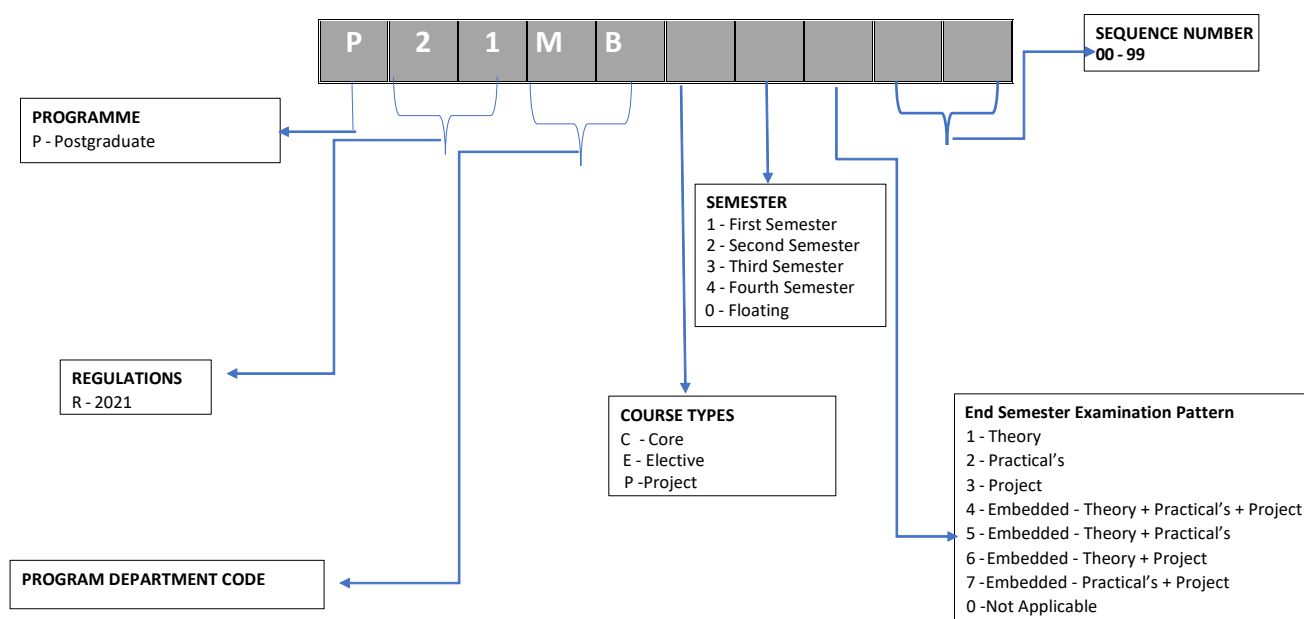 P 2 1 M B
SEQUENCE NUMBER
00 - 99
PROGRAMME
P - Postgraduate
SEMESTER
1 - First Semester
2 - Second Semester
3 - Third Semester
4 - Fourth Semester
0 - Floating
REGULATIONS
R - 2021
COURSE TYPES
C - Core
E - Elective
P -Project
End Semester Examination Pattern
1 - Theory
2 - Practical's
3 - Project
4 - Embedded - Theory + Practical's + Project
5 - Embedded - Theory + Practical's
6 - Embedded - Theory + Project
7 - Embedded - Practical's + Project
0 -Not Applicable
PROGRAM DEPARTMENT CODE